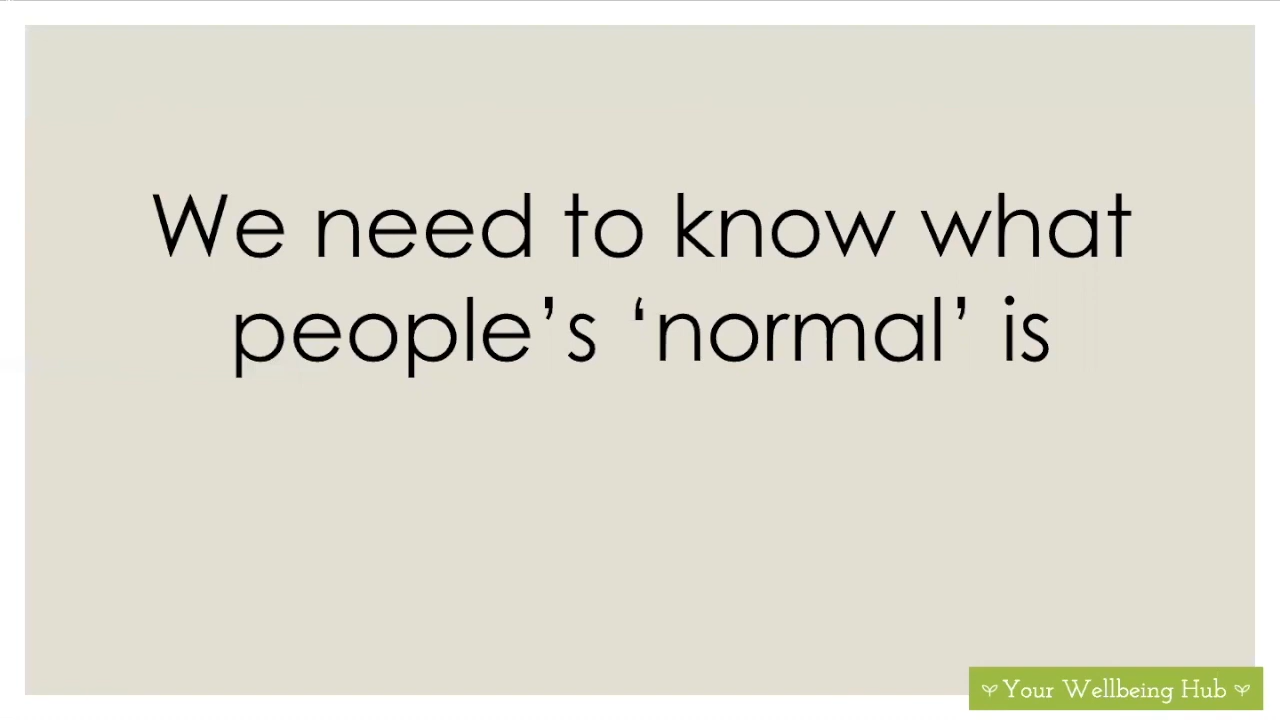 We need to know what
people’s ‘normal’ is
Your Wellbeing Hub